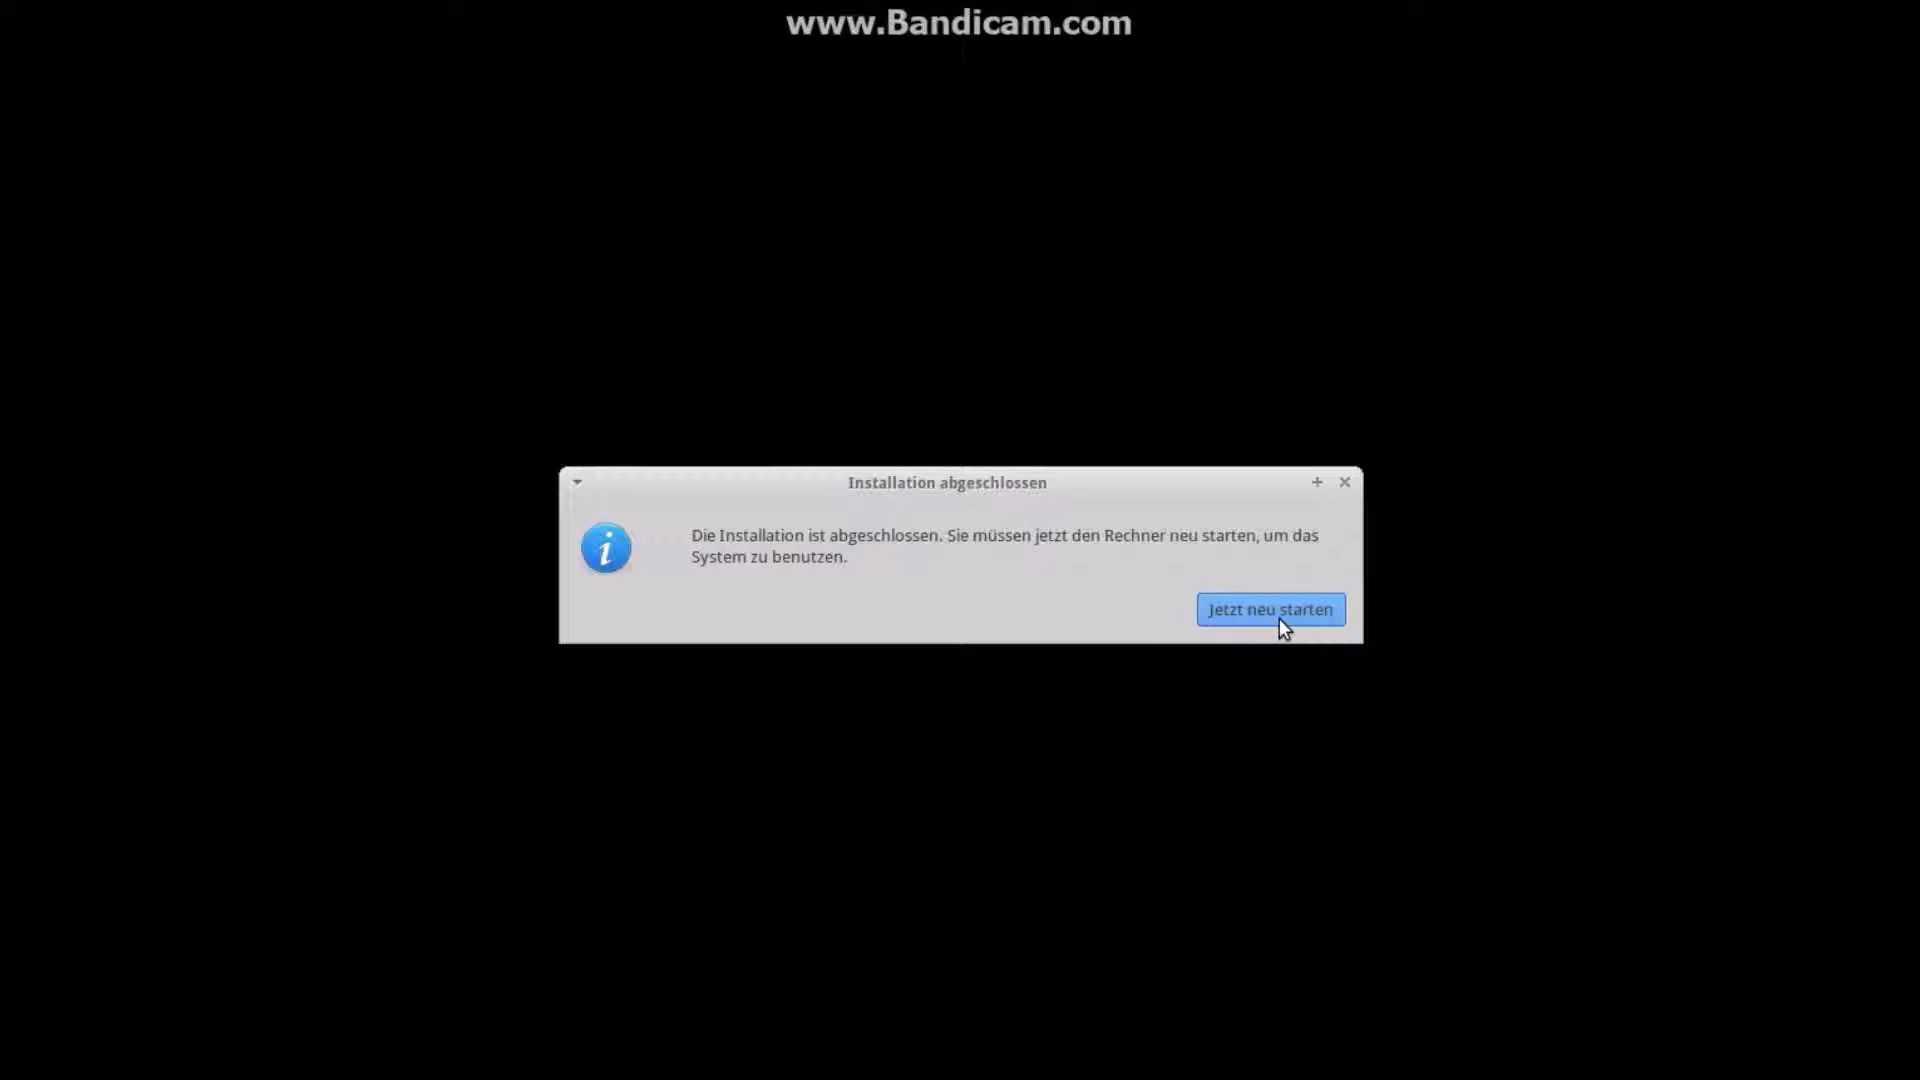 www.Bandicam.com
Installation abgeschlossen
Die Installation ist abgeschlossen. Sie müssen jetzt den Rechner neu starten, um das
System zu benutzen.
Jetzt neu starten